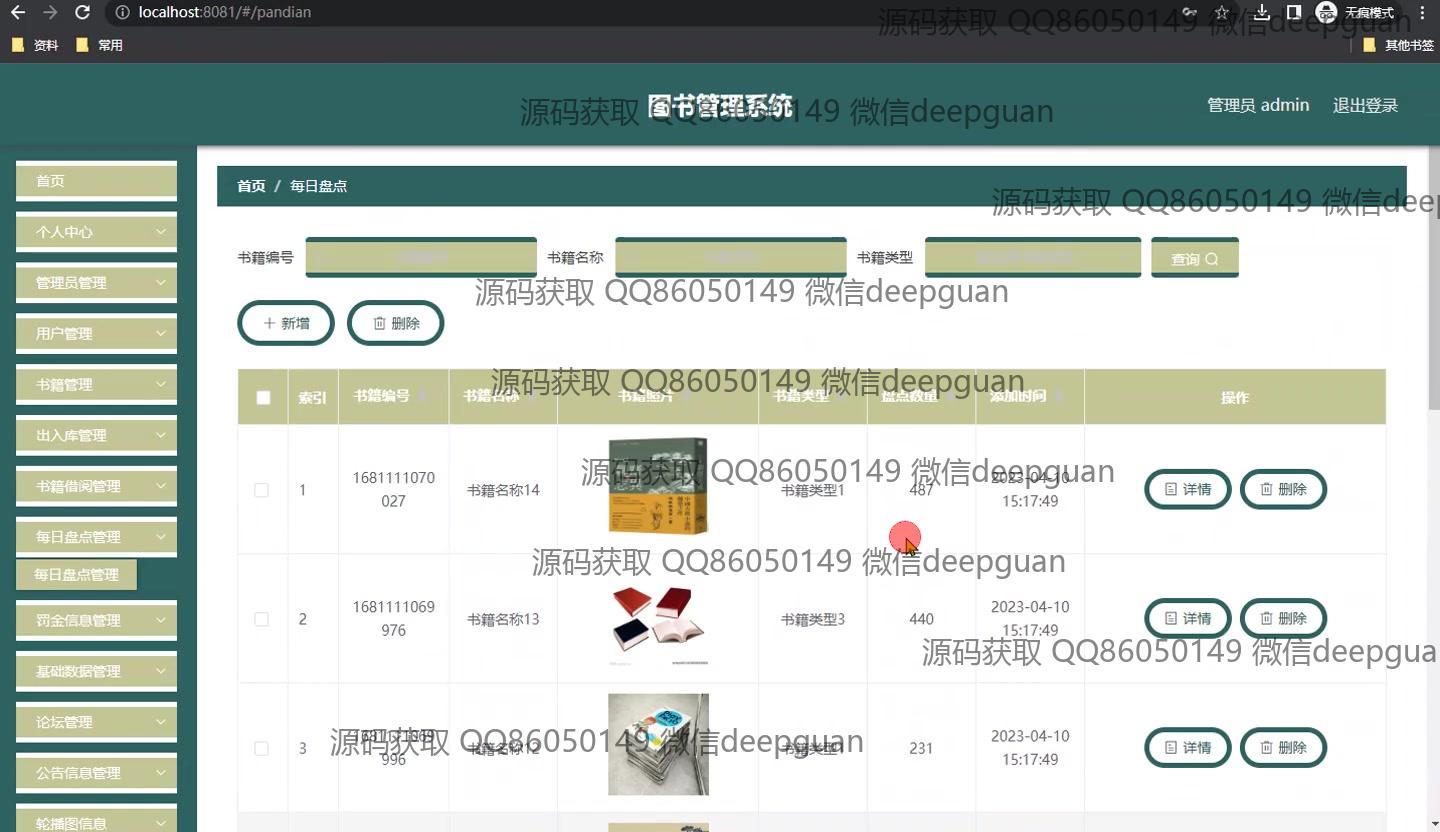 localhost:8081/#/pandian
无痕模式
资料
常用
其他书签
源码获取 QQ86050149 微信deepguan
图书管理系统
源码获取 QQ86050149 微信deepguan
管理员 admin
退出登录
首页
个人中心
管理员管理
用户管理
书籍管理
出入库管理
书籍借阅管理
每日盘点管理
每日盘点管理
罚金信息管理
基础数据管理
论坛管理
公告信息管理
轮播图信息
首页 / 每日盘点
源码获取 QQ86050149 微信deep
书籍编号
书籍名称
书籍类型
查询
源码获取 QQ86050149 微信deepguan
新增
删除
源码获取 QQ86050149 微信deepguan
索引
书籍编号
书籍名称
书籍照片
书籍类型
盘点数量
添加时间
操作
源码获取 QQ86050149 微信deepguan
1
1681111070
027
书籍名称14
书籍类型1
487
2023-04-10
15:17:49
详情
删除
源码获取 QQ86050149 微信deepguan
2
1681111069
976
书籍名称13
书籍类型3
440
2023-04-10
15:17:49
详情
删除
源码获取 QQ86050149 微信deepgua
3
996
书籍名称12
231
2023-04-10
15:17:49
详情
删除
源码获取 QQ86050149 微信deepguan